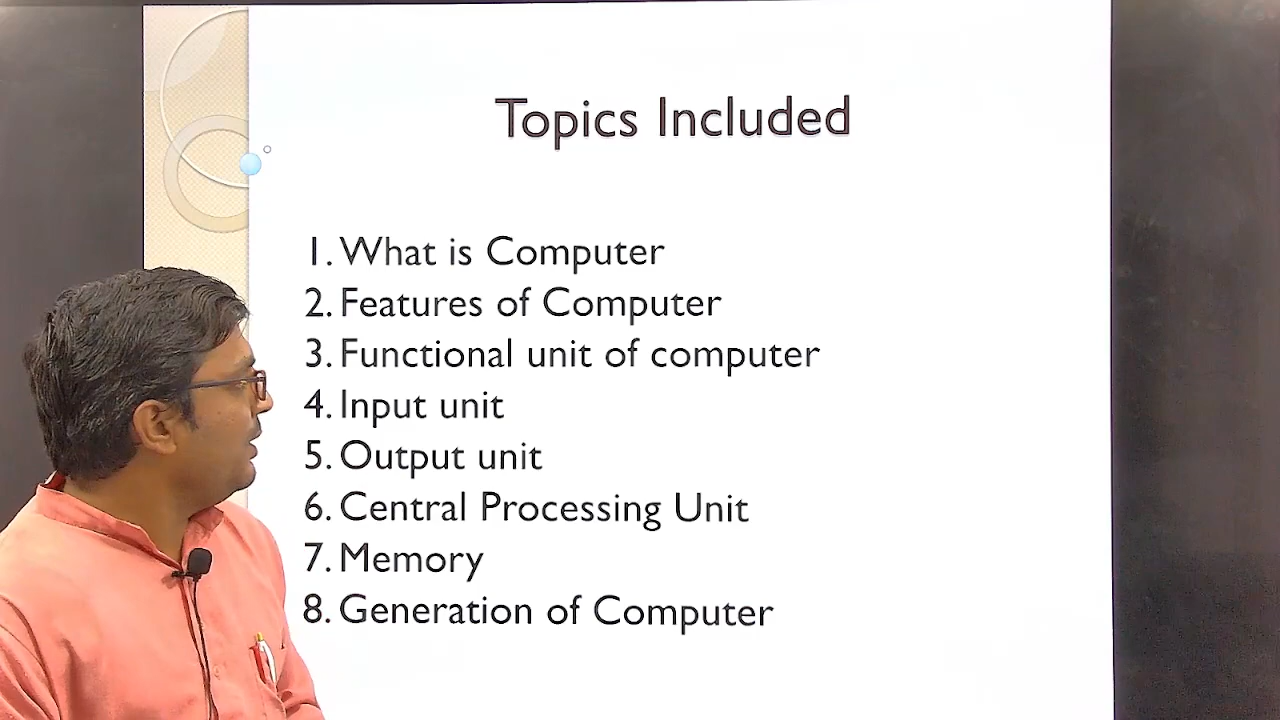 Topics Included
1. What is Computer
2. Features of Computer
3. Functional unit of computer
4. Input unit
5. Output unit
6. Central Processing Unit
7. Memory
8. Generation of Computer